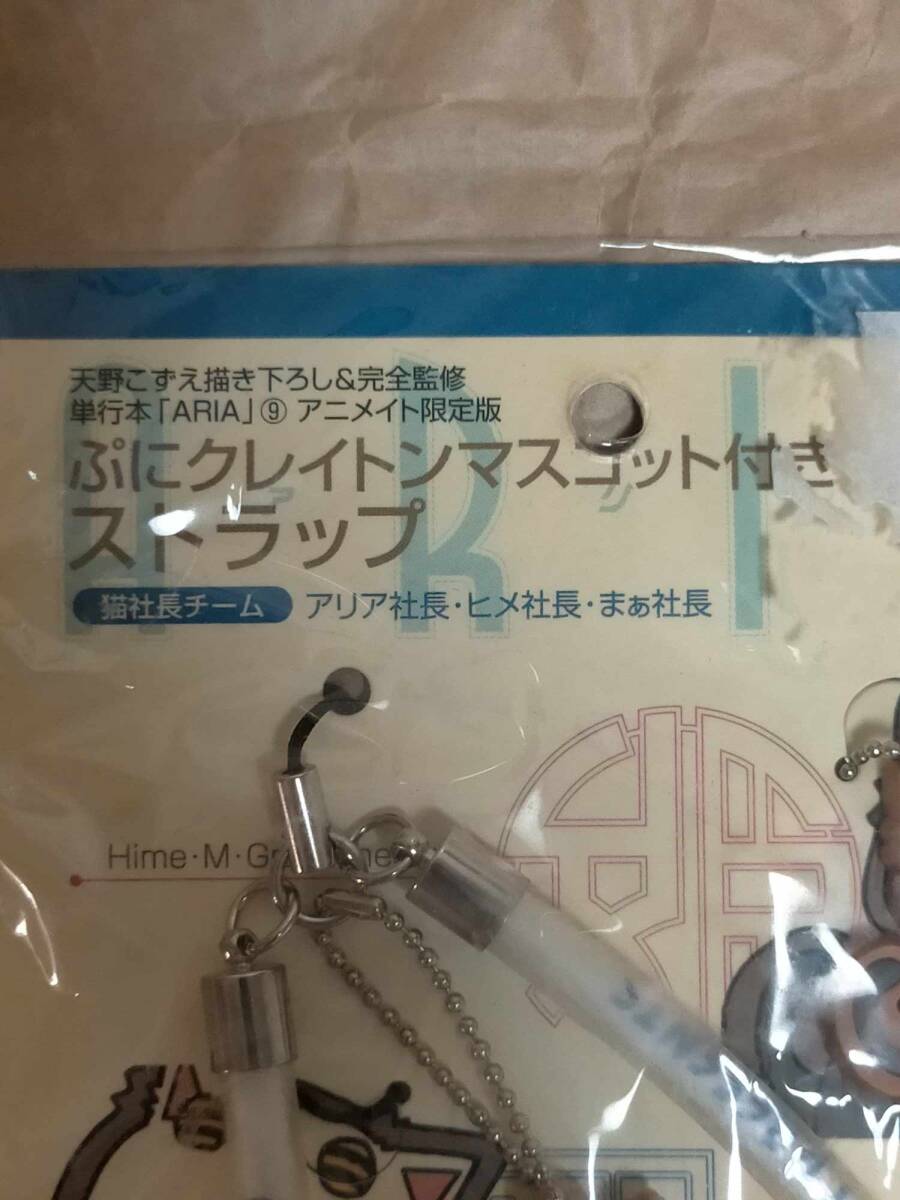 天野こずえ描き下ろし&完全監修
単行本「ARIA」⑨ アニメイト限定版
ぷにクレイトンマスコット付き
ストラップ
猫社長チーム アリア社長・ヒメ社長・まぁ社長
Hime・M・